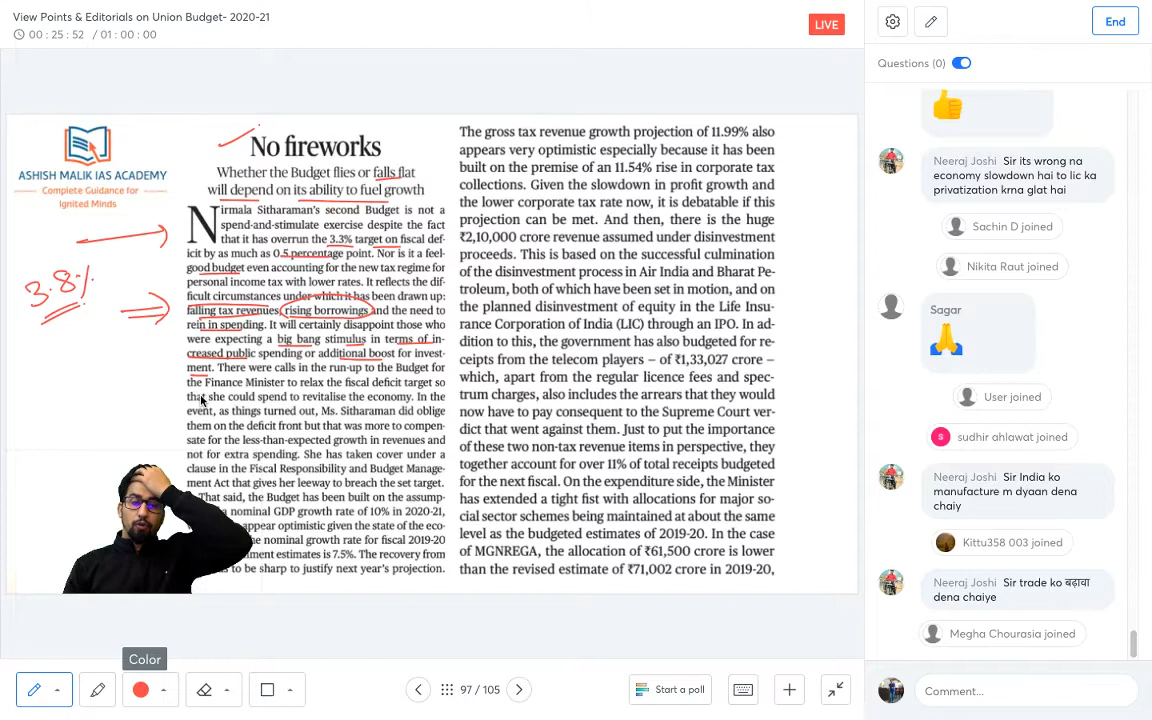 View Points & Editorials on Union Budget- 2020-21
00 : 25 : 52 / 01 : 00 : 00
LIVE
End
Questions (0)
Neeraj Joshi Sir its wrong na
economy slowdown hai to lic ka
privatization krna glat hai
Sachin D joined
Nikita Raut joined
Sagar
User joined
S
sudhir ahlawat joined
Neeraj Joshi Sir India ko
manufacture m dyaan dena
chaiy
Kittu358 003 joined
Neeraj Joshi Sir trade ko बढ़ावा
dena chaiye
Megha Chourasia joined
Comment...
ASHISH MALIK IAS ACADEMY
Complete Guidance for
Ignited Minds
3.8%
No fireworks
Whether the Budget flies or falls flat
will depend on its ability to fuel growth
Nirmala Sitharaman's second Budget is not a
spend-and-stimulate exercise despite the fact
that it has overrun the 3.3% target on fiscal def-
icit by as much as 0.5 percentage point. Nor is it a feel-
good budget even accounting for the new tax regime for
personal income tax with lower rates. It reflects the dif-
ficult circumstances under which it has been drawn up:
falling tax revenues, rising borrowings and the need to
rein in spending. It will certainly disappoint those who
were expecting a big bang stimulus in terms of in-
creased public spending or additional boost for invest-
ment. There were calls in the run-up to the Budget for
the Finance Minister to relax the fiscal deficit target so
that she could spend to revitalise the economy. In the
event, as things turned out, Ms. Sitharaman did oblige
them on the deficit front but that was more to compen-
sate for the less-than-expected growth in revenues and
not for extra spending. She has taken cover under a
clause in the Fiscal Responsibility and Budget Manage-
ment Act that gives her leeway to breach the set target.
That said, the Budget has been built on the assump-
a nominal GDP growth rate of 10% in 2020-21,
appear optimistic given the state of the eco-
he nominal growth rate for fiscal 2019-20
ment estimates is 7.5%. The recovery from
to be sharp to justify next year's projection.
The gross tax revenue growth projection of 11.99% also
appears very optimistic especially because it has been
built on the premise of an 11.54% rise in corporate tax
collections. Given the slowdown in profit growth and
the lower corporate tax rate now, it is debatable if this
projection can be met. And then, there is the huge
₹2,10,000 crore revenue assumed under disinvestment
proceeds. This is based on the successful culmination
of the disinvestment process in Air India and Bharat Pe-
troleum, both of which have been set in motion, and on
the planned disinvestment of equity in the Life Insu-
rance Corporation of India (LIC) through an IPO. In ad-
dition to this, the government has also budgeted for re-
ceipts from the telecom players – of ₹1,33,027 crore –
which, apart from the regular licence fees and spec-
trum charges, also includes the arrears that they would
now have to pay consequent to the Supreme Court ver-
dict that went against them. Just to put the importance
of these two non-tax revenue items in perspective, they
together account for over 11% of total receipts budgeted
for the next fiscal. On the expenditure side, the Minister
has extended a tight fist with allocations for major so-
cial sector schemes being maintained at about the same
level as the budgeted estimates of 2019-20. In the case
of MGNREGA, the allocation of ₹61,500 crore is lower
than the revised estimate of ₹71,002 crore in 2019-20,
Color
97 / 105
Start a poll